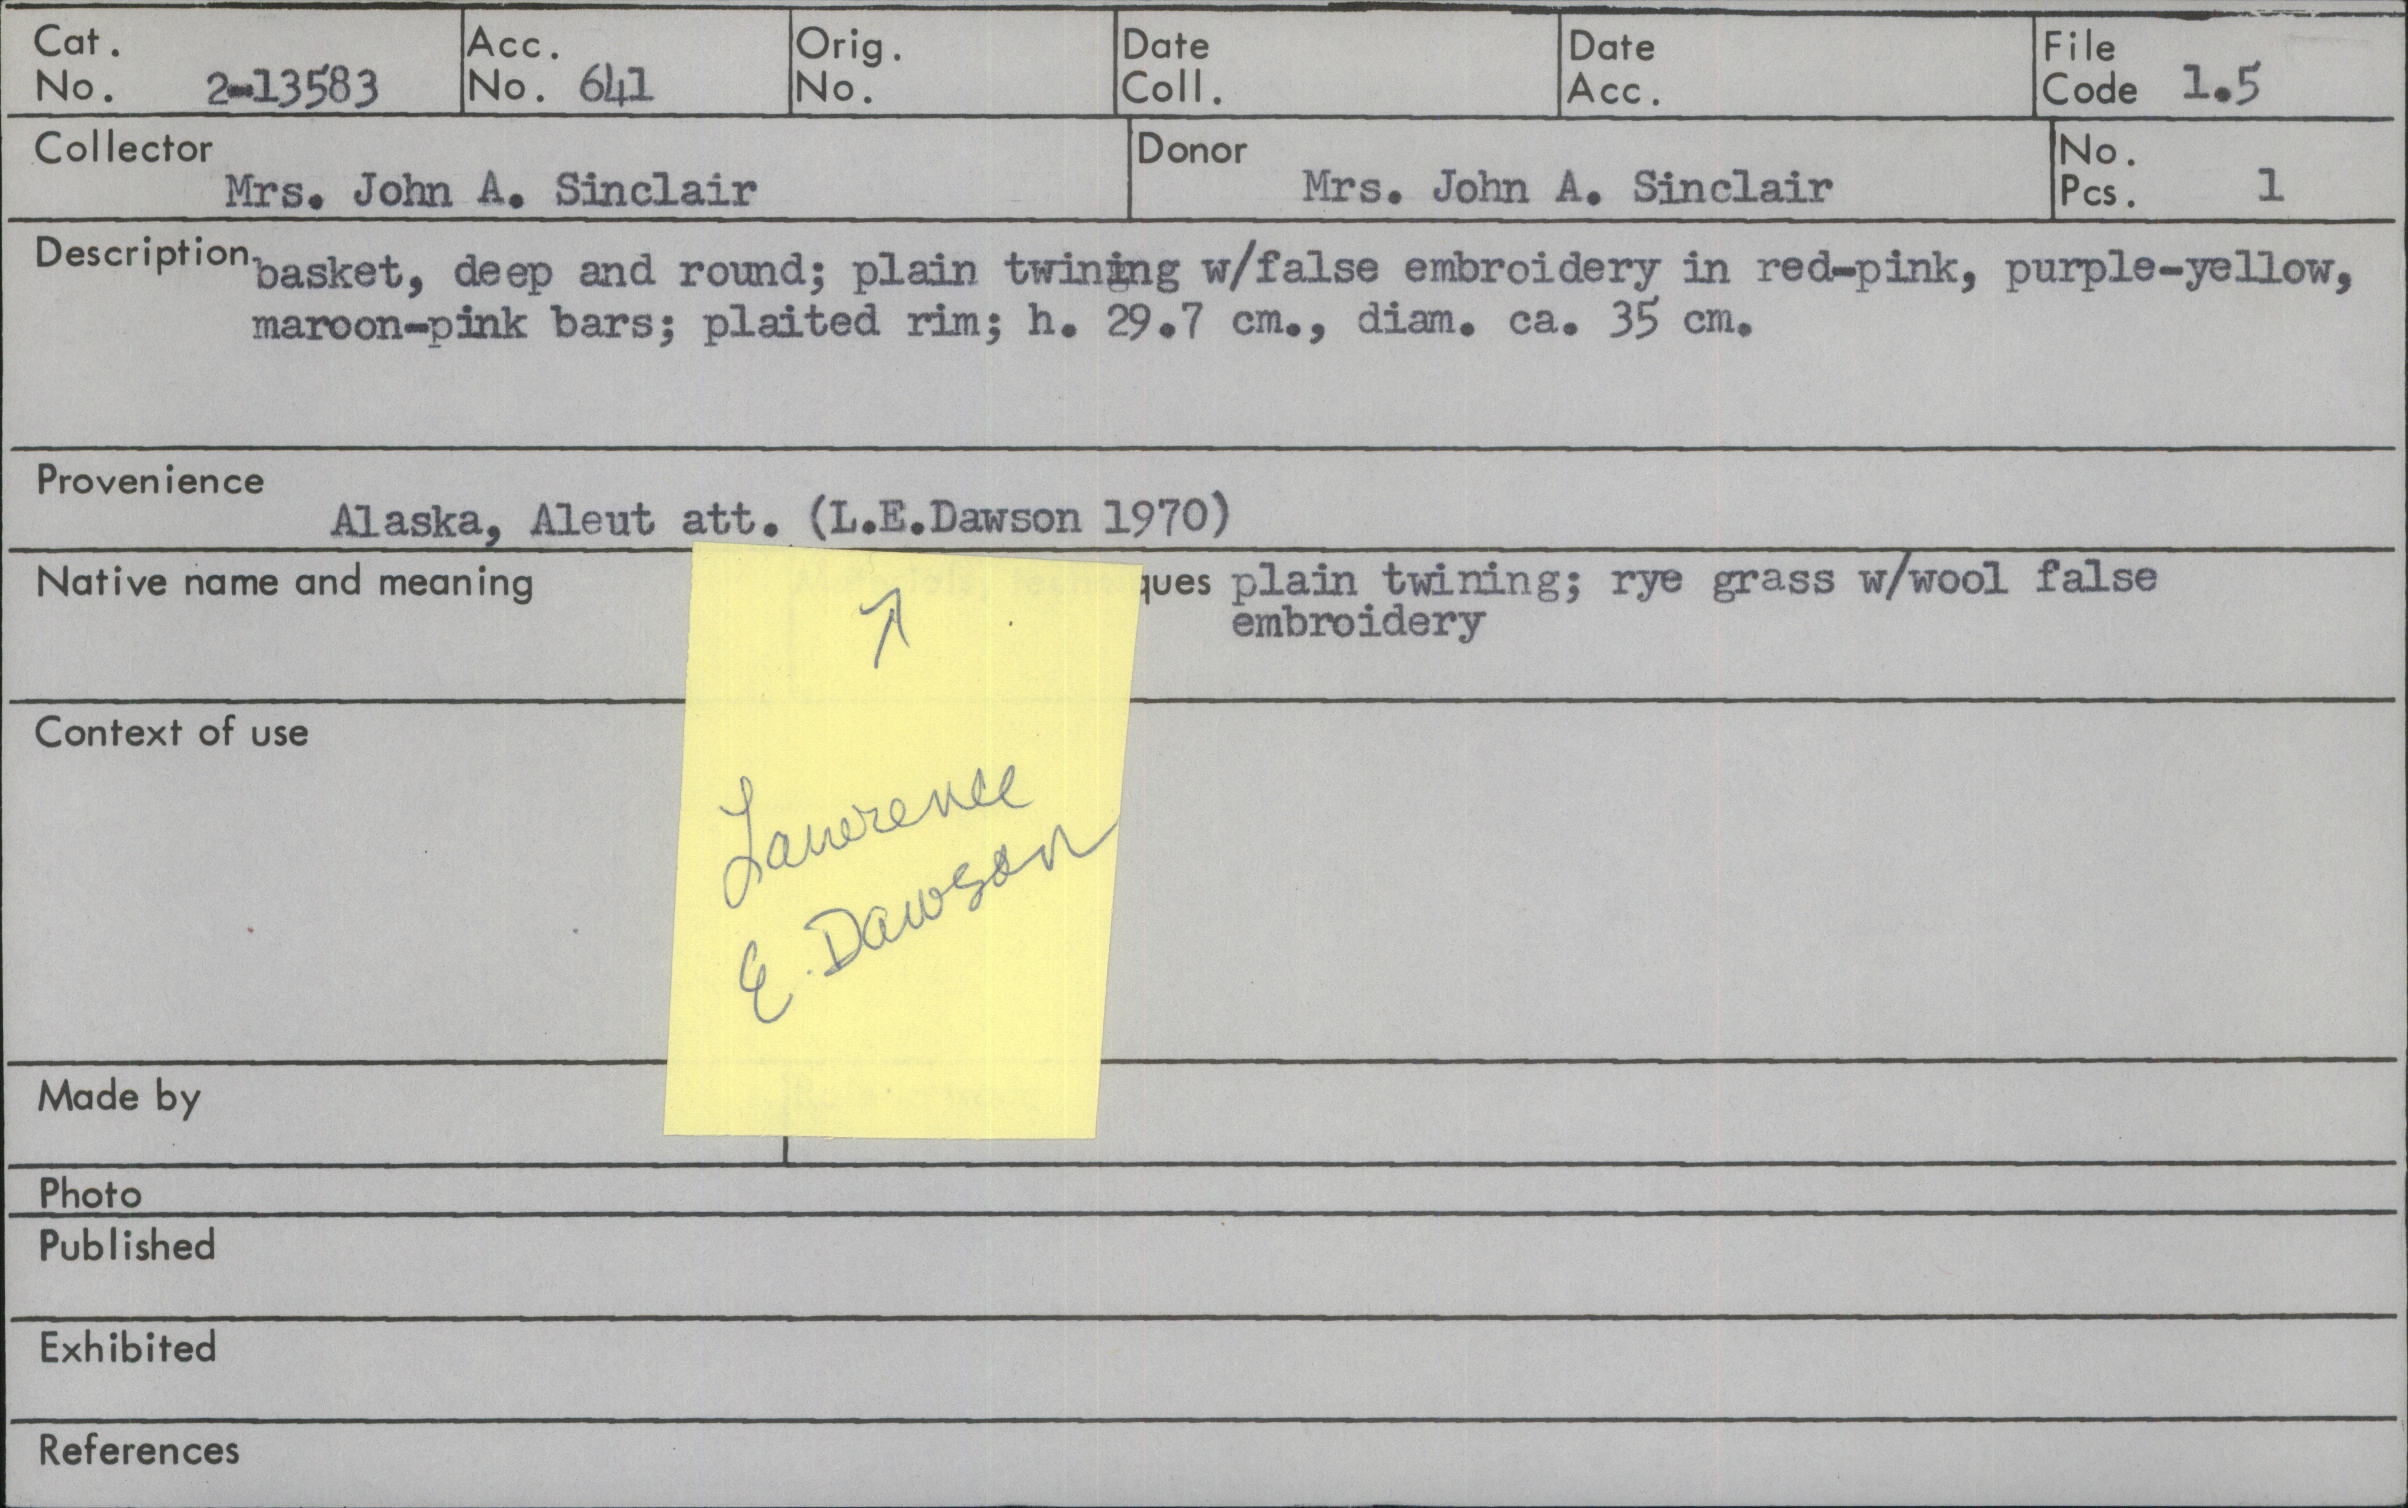 Cat. No. 2-13583
Acc. No. 641
Orig. No.
Date Coll.
Date Acc.
File Code 1.5
Collector
Mrs. John A. Sinclair
Donor
Mrs. John A. Sinclair
No. Pcs. 1
Description basket, deep and round; plain twining w/false embroidery in red-pink, purple-yellow,
maroon-pink bars; plaited rim; h. 29.7 cm., diam. ca. 35 cm.
Provenience
Alaska, Aleut att. (L.E.Dawson 1970)
Native name and meaning
ques plain twining; rye grass w/wool false
embroidery
↑
Lawrence
E. Dawson
Context of use
Made by
Photo
Published
Exhibited
References